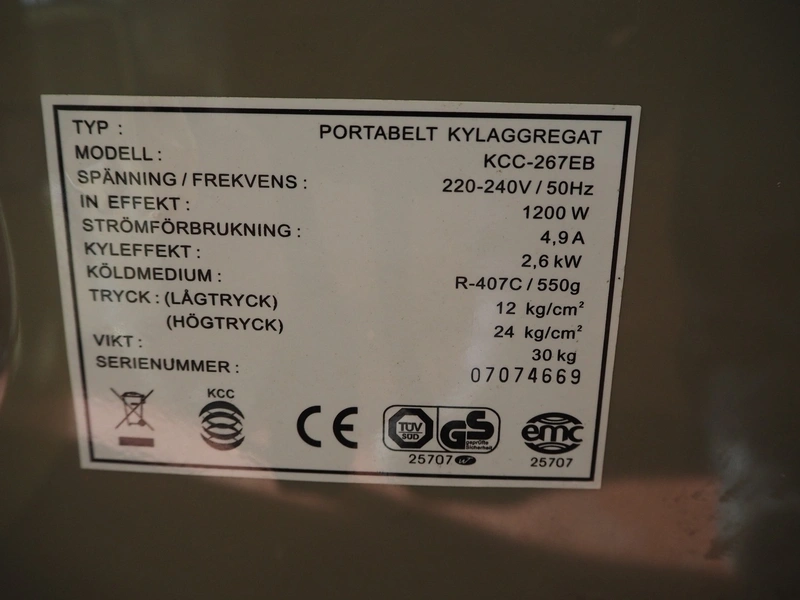 TYP : PORTABELT KYLAGGREGAT
MODELL : KCC-267EB
SPÄNNING / FREKVENS : 220-240V / 50Hz
IN EFFEKT : 1200 W
STRÖMFÖRBRUKNING : 4,9 A
KYLEFFEKT : 2,6 kW
KÖLDMEDIUM : R-407C / 550g
TRYCK : (LÅGTRYCK) 12 kg/cm²
(HÖGTRYCK) 24 kg/cm²
VIKT : 30 kg
SERIENUMMER : 07074669
KCC
CE
TÜV SÜD
GS geprüfte Sicherheit
emc
25707
25707